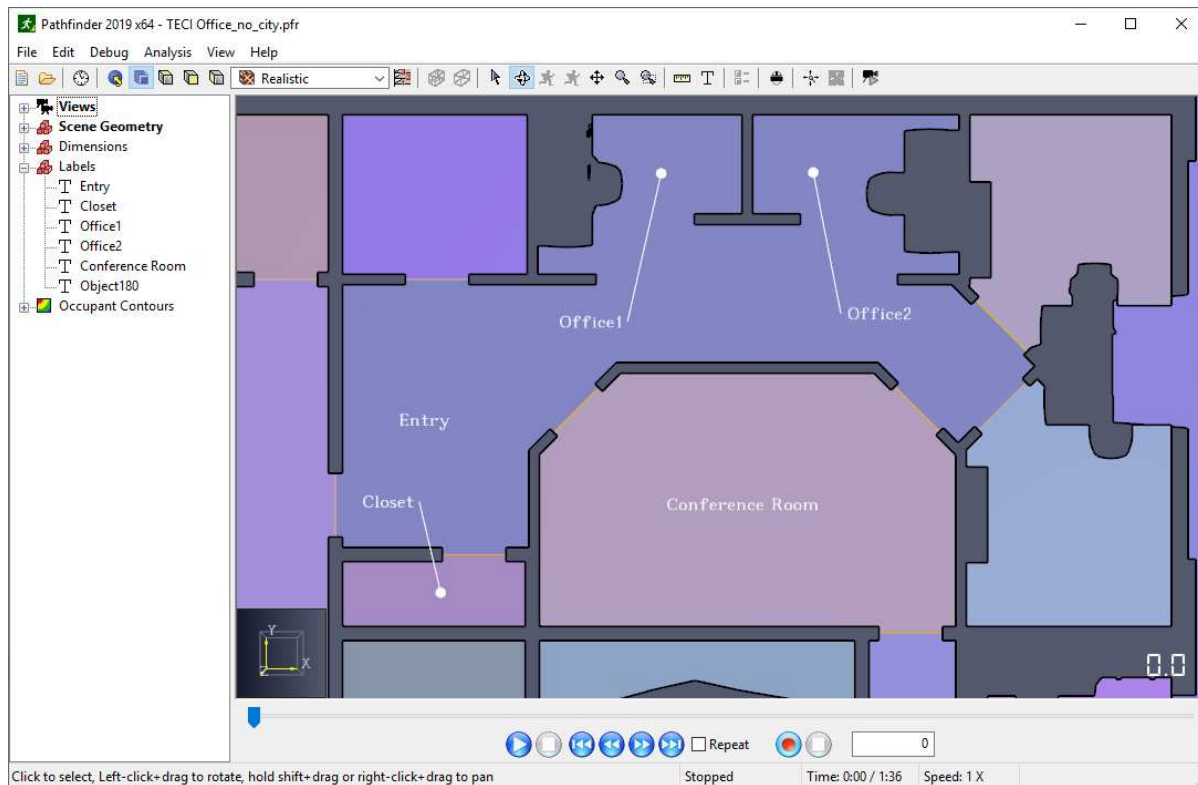 Pathfinder 2019 x64 - TECI Office_no_city.pfr
File Edit Debug Analysis View Help
Realistic
Views
Scene Geometry
Dimensions
Labels
Entry
Closet
Office1
Office2
Conference Room
Object180
Occupant Contours
Office1
Office2
Entry
Closet
Conference Room
Y
X
Z
0.0
Repeat
0
Click to select, Left-click+drag to rotate, hold shift+drag or right-click+drag to pan Stopped Time: 0:00 / 1:36 Speed: 1 X